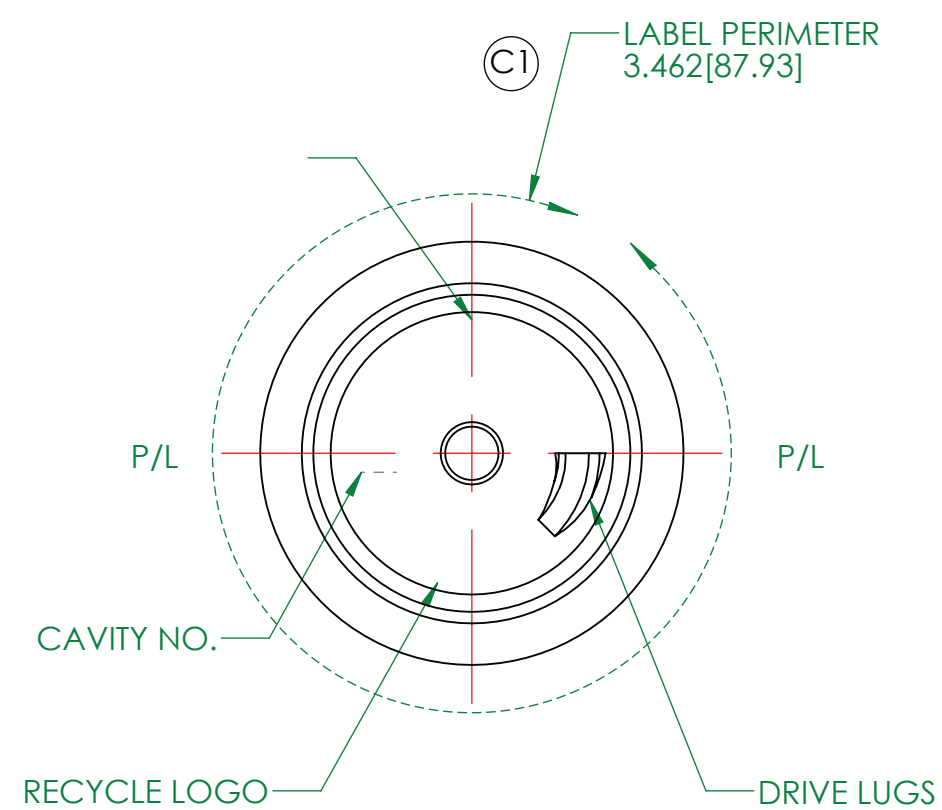 LABEL PERIMETER
3.462[87.93]
C1
P/L
P/L
CAVITY NO.
RECYCLE LOGO
DRIVE LUGS